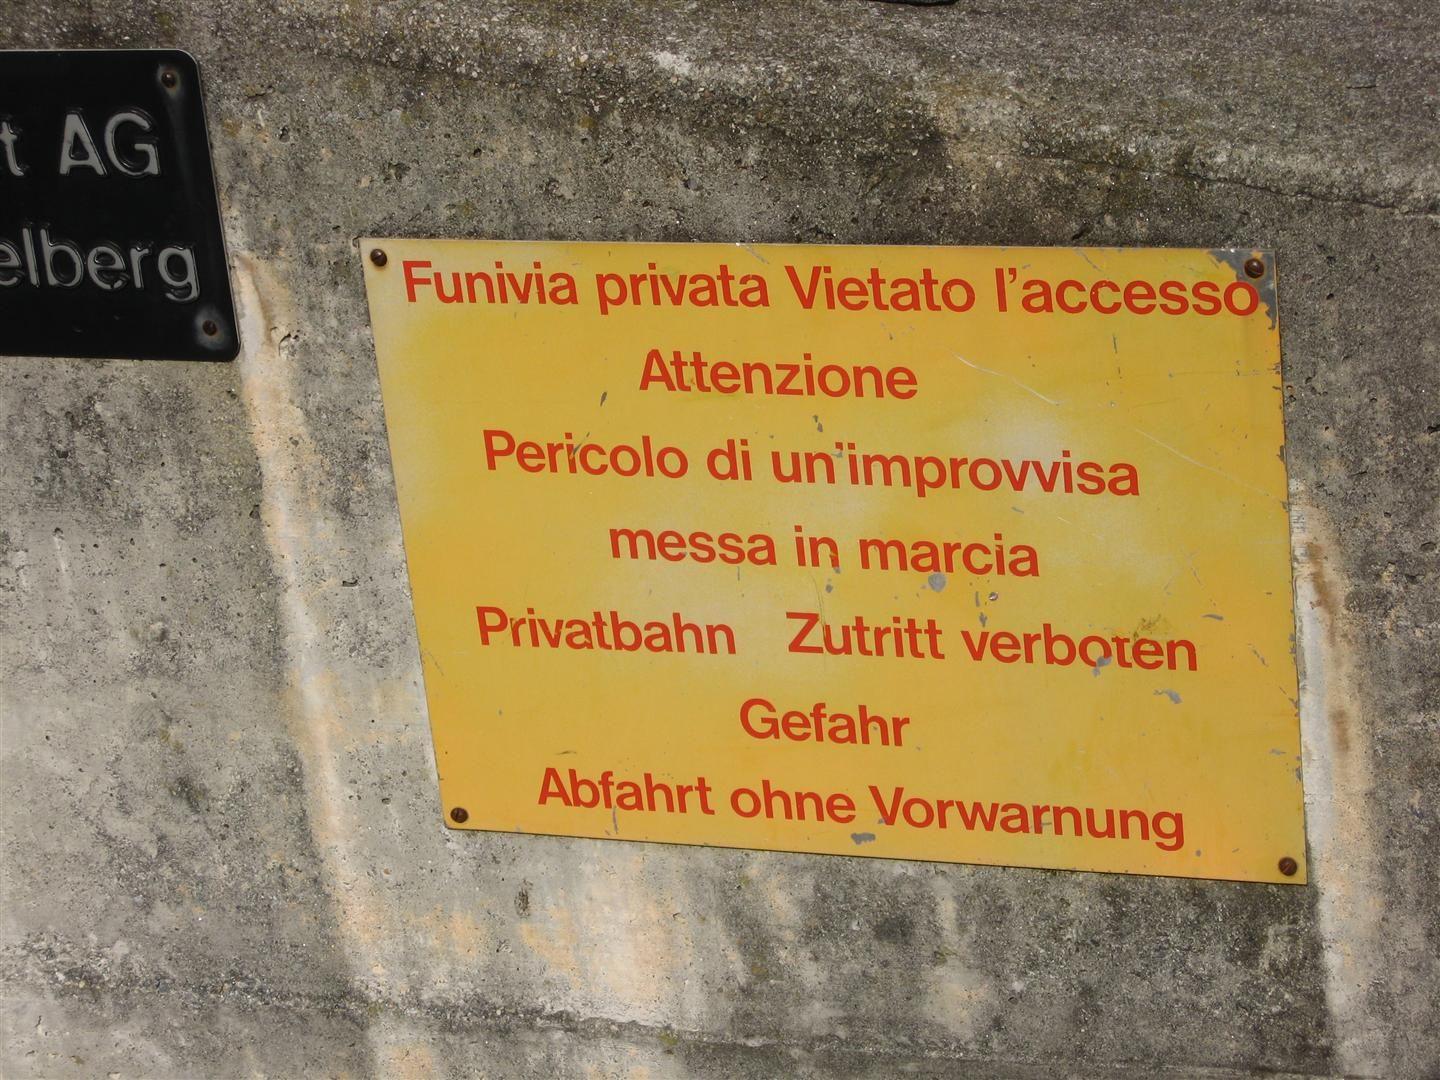 t AG
elberg
Funivia privata Vietato l'accesso
Attenzione
Pericolo di un'improvvisa
messa in marcia
Privatbahn Zutritt verboten
Gefahr
Abfahrt ohne Vorwarnung